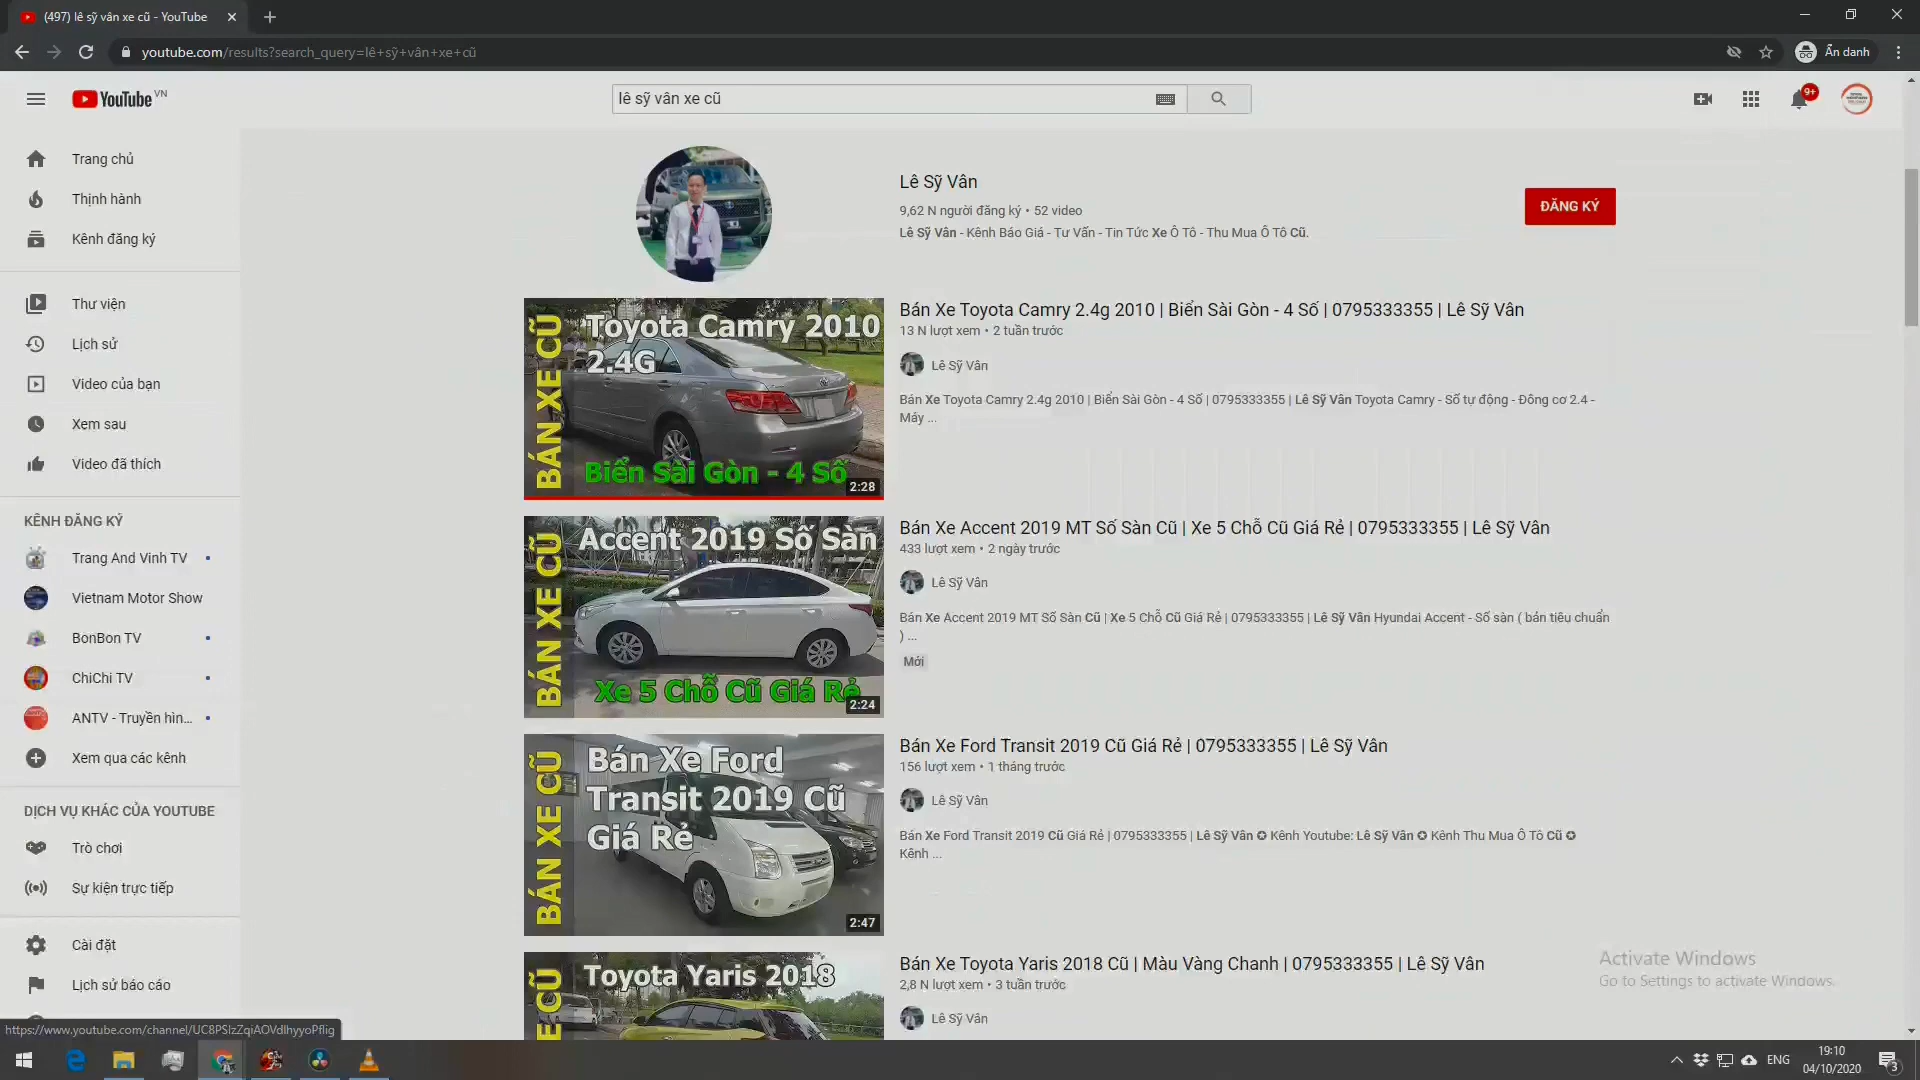 (497) lê sỹ vân xe cũ - YouTube
youtube.com/results?search_query=lê+sỹ+vân+xe+cũ
Ẩn danh
YouTube VN
lê sỹ vân xe cũ
9+
Trang chủ
Thịnh hành
Kênh đăng ký
Thư viện
Lịch sử
Video của bạn
Xem sau
Video đã thích
KÊNH ĐĂNG KÝ
Trang And Vinh TV
Vietnam Motor Show
BonBon TV
ChiChi TV
ANTV - Truyền hìn...
Xem qua các kênh
DỊCH VỤ KHÁC CỦA YOUTUBE
Trò chơi
Sự kiện trực tiếp
Cài đặt
Lịch sử báo cáo
Lê Sỹ Vân
9,62 N người đăng ký • 52 video
Lê Sỹ Vân - Kênh Báo Giá - Tư Vấn - Tin Tức Xe Ô Tô - Thu Mua Ô Tô Cũ.
ĐĂNG KÝ
BÁN XE CŨ
Toyota Camry 2010
2.4G
Biển Sài Gòn - 4 Số
2:28
Bán Xe Toyota Camry 2.4g 2010 | Biển Sài Gòn - 4 Số | 0795333355 | Lê Sỹ Vân
13 N lượt xem • 2 tuần trước
Lê Sỹ Vân
Bán Xe Toyota Camry 2.4g 2010 | Biển Sài Gòn - 4 Số | 0795333355 | Lê Sỹ Vân Toyota Camry - Số tự động - Đông cơ 2.4 -
Máy ...
BÁN XE CŨ
Accent 2019 Số Sàn
Xe 5 Chỗ Cũ Giá Rẻ
2:24
Bán Xe Accent 2019 MT Số Sàn Cũ | Xe 5 Chỗ Cũ Giá Rẻ | 0795333355 | Lê Sỹ Vân
433 lượt xem • 2 ngày trước
Lê Sỹ Vân
Bán Xe Accent 2019 MT Số Sàn Cũ | Xe 5 Chỗ Cũ Giá Rẻ | 0795333355 | Lê Sỹ Vân Hyundai Accent - Số sàn ( bản tiêu chuẩn
) ...
Mới
BÁN XE CŨ
Bán Xe Ford
Transit 2019 Cũ
Giá Rẻ
2:47
Bán Xe Ford Transit 2019 Cũ Giá Rẻ | 0795333355 | Lê Sỹ Vân
156 lượt xem • 1 tháng trước
Lê Sỹ Vân
Bán Xe Ford Transit 2019 Cũ Giá Rẻ | 0795333355 | Lê Sỹ Vân ✪ Kênh Youtube: Lê Sỹ Vân ✪ Kênh Thu Mua Ô Tô Cũ ✪
Kênh ...
CŨ
Toyota Yaris 2018
Bán Xe Toyota Yaris 2018 Cũ | Màu Vàng Chanh | 0795333355 | Lê Sỹ Vân
2,8 N lượt xem • 3 tuần trước
Lê Sỹ Vân
Activate Windows
Go to Settings to activate Windows.
https://www.youtube.com/channel/UC8PSlzZqiAOVdlhyyoPflig
ENG
19:10
04/10/2020
3